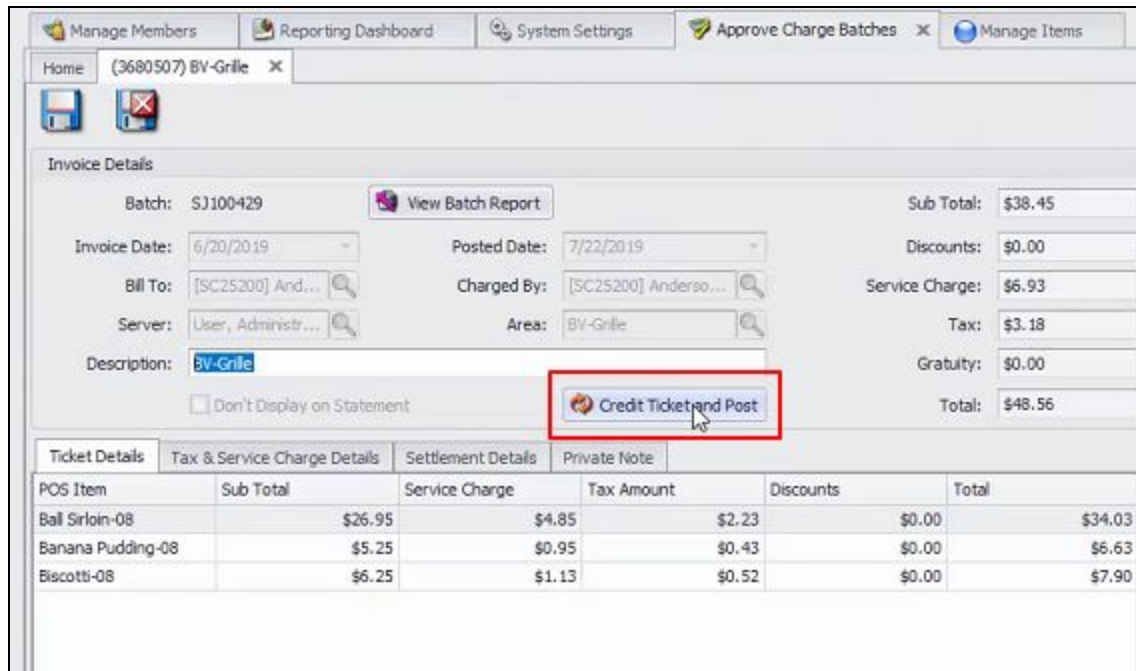 Manage Members Reporting Dashboard System Settings Approve Charge Batches Manage Items
Home (3680507) BV-Grille
Invoice Details
Batch: SJ100429 View Batch Report Sub Total: $38.45
Invoice Date: 6/20/2019 Posted Date: 7/22/2019 Discounts: $0.00
Bill To: [SC25200] And... Charged By: [SC25200] Anderso... Service Charge: $6.93
Server: User, Administr... Area: BV-Grille Tax: $3.18
Description: BV-Grille Gratuity: $0.00
Don't Display on Statement Credit Ticket and Post Total: $48.56
Ticket Details Tax & Service Charge Details Settlement Details Private Note
POS Item Sub Total Service Charge Tax Amount Discounts Total
Ball Sirloin-08 $26.95 $4.85 $2.23 $0.00 $34.03
Banana Pudding-08 $5.25 $0.95 $0.43 $0.00 $6.63
Biscotti-08 $6.25 $1.13 $0.52 $0.00 $7.90